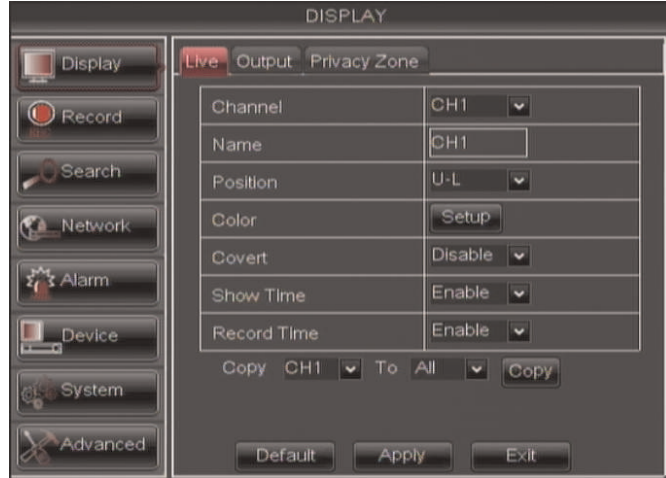 DISPLAY
Display
Record
REC
Search
Network
Alarm
Device
System
Advanced
Live Output Privacy Zone
Channel CH1
Name CH1
Position U-L
Color Setup
Covert Disable
Show TIme Enable
Record TIme Enable
Copy CH1 To All Copy
Default Apply Exit